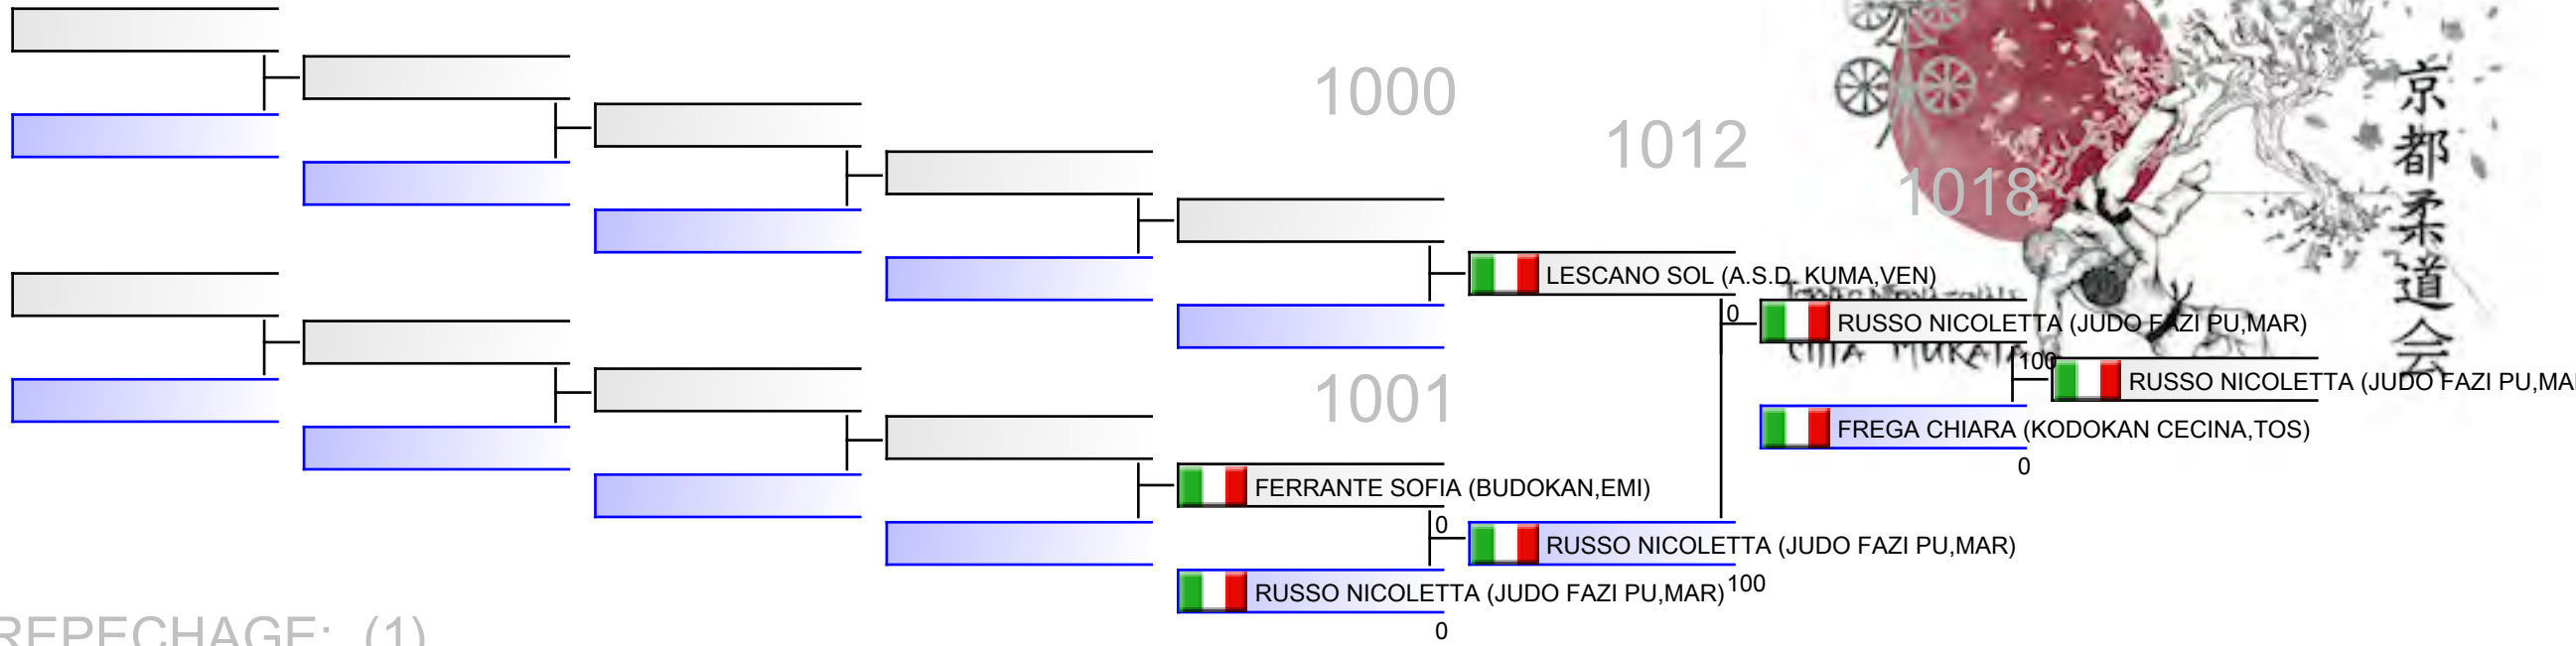 1000
1012
1018
京都柔道会
LESCANO SOL (A.S.D. KUMA,VEN)
0
RUSSO NICOLETTA (JUDO FAZI PU,MAR)
100
RUSSO NICOLETTA (JUDO FAZI PU,MA
1001
FREGA CHIARA (KODOKAN CECINA,TOS)
0
FERRANTE SOFIA (BUDOKAN,EMI)
0
RUSSO NICOLETTA (JUDO FAZI PU,MAR)
100
RUSSO NICOLETTA (JUDO FAZI PU,MAR)
0
REPECHAGE: (1)